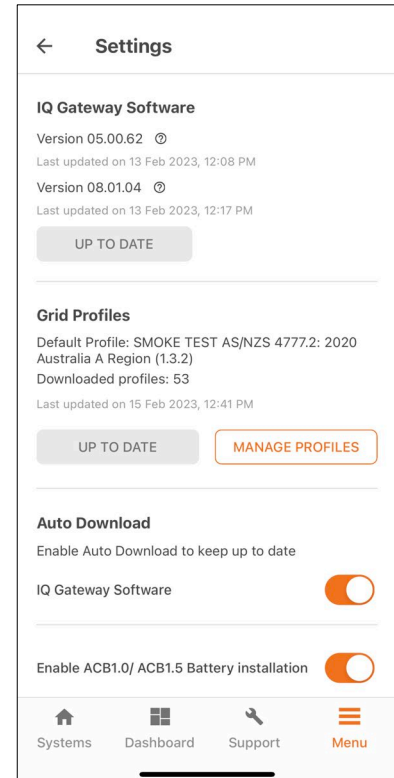 Settings
IQ Gateway Software
Version 05.00.62
Last updated on 13 Feb 2023, 12:08 PM
Version 08.01.04
Last updated on 13 Feb 2023, 12:17 PM
UP TO DATE
Grid Profiles
Default Profile: SMOKE TEST AS/NZS 4777.2: 2020
Australia A Region (1.3.2)
Downloaded profiles: 53
Last updated on 15 Feb 2023, 12:41 PM
UP TO DATE MANAGE PROFILES
Auto Download
Enable Auto Download to keep up to date
IQ Gateway Software
Enable ACB1.0/ ACB1.5 Battery installation
Systems Dashboard Support Menu